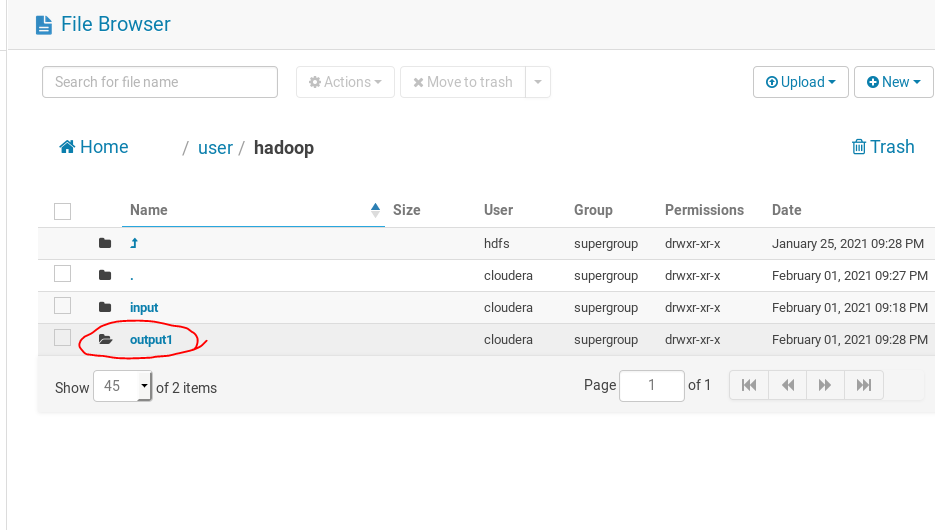 File Browser
Search for file name Actions Move to trash Upload New
Home / user / hadoop Trash
Name Size User Group Permissions Date
hdfs supergroup drwxr-xr-x January 25, 2021 09:28 PM
. cloudera supergroup drwxr-xr-x February 01, 2021 09:27 PM
input cloudera supergroup drwxr-xr-x February 01, 2021 09:18 PM
output1 cloudera supergroup drwxr-xr-x February 01, 2021 09:28 PM
Show 45 of 2 items Page 1 of 1